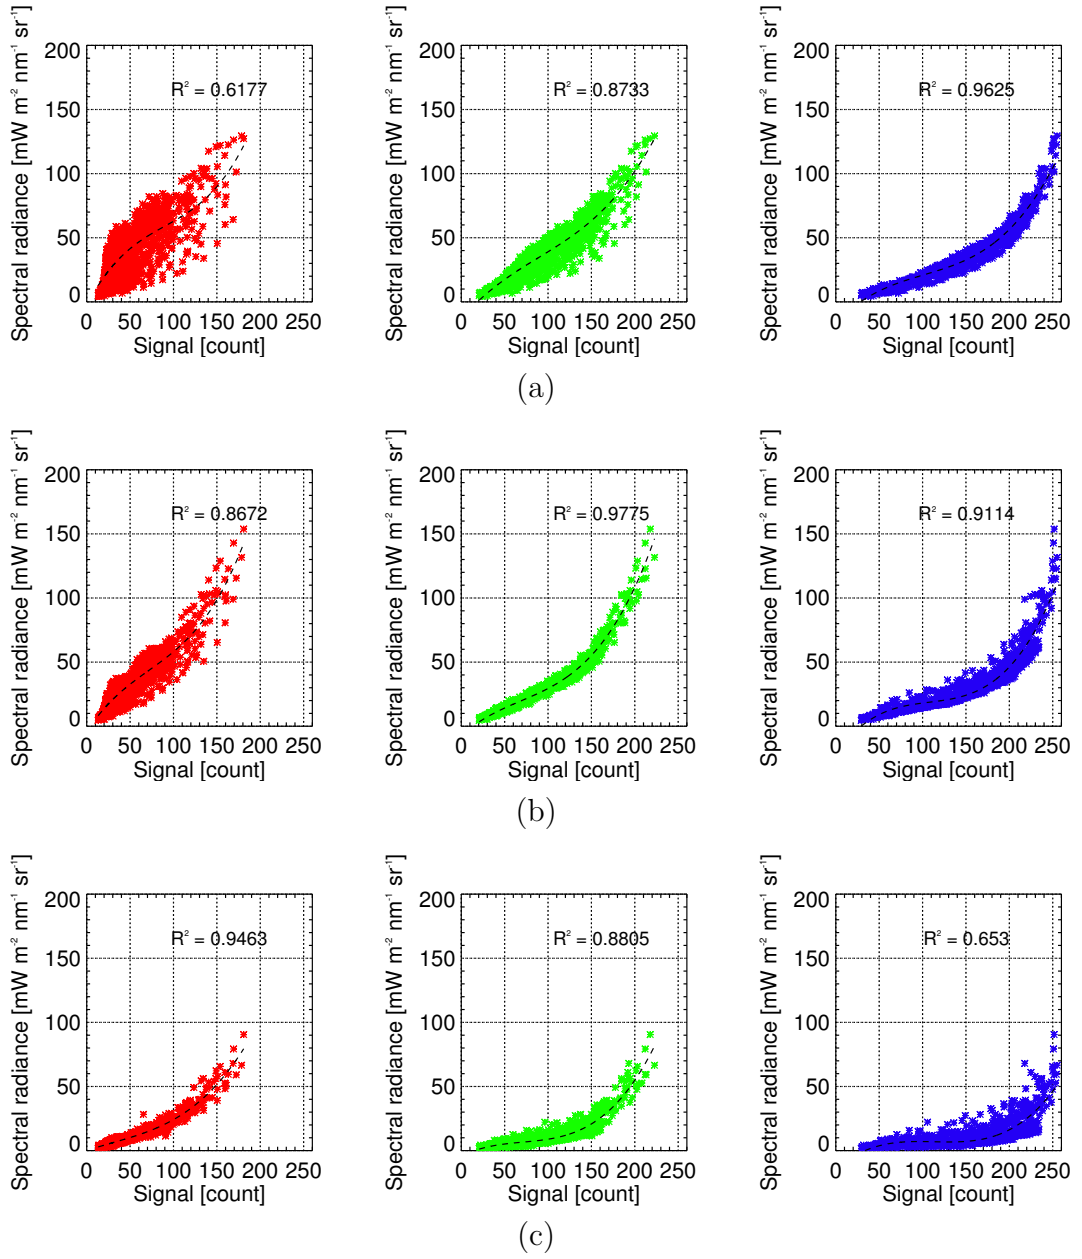 Spectral radiance [mW m⁻² nm⁻¹ sr⁻¹]
200
150
100
50
0
R² = 0.6177
0 50 100 150 200 250
Signal [count]
Spectral radiance [mW m⁻² nm⁻¹ sr⁻¹]
200
150
100
50
0
R² = 0.8733
0 50 100 150 200 250
Signal [count]
Spectral radiance [mW m⁻² nm⁻¹ sr⁻¹]
200
150
100
50
0
R² = 0.9625
0 50 100 150 200 250
Signal [count]
(a)
Spectral radiance [mW m⁻² nm⁻¹ sr⁻¹]
200
150
100
50
0
R² = 0.8672
0 50 100 150 200 250
Signal [count]
Spectral radiance [mW m⁻² nm⁻¹ sr⁻¹]
200
150
100
50
0
R² = 0.9775
0 50 100 150 200 250
Signal [count]
Spectral radiance [mW m⁻² nm⁻¹ sr⁻¹]
200
150
100
50
0
R² = 0.9114
0 50 100 150 200 250
Signal [count]
(b)
Spectral radiance [mW m⁻² nm⁻¹ sr⁻¹]
200
150
100
50
0
R² = 0.9463
0 50 100 150 200 250
Signal [count]
Spectral radiance [mW m⁻² nm⁻¹ sr⁻¹]
200
150
100
50
0
R² = 0.8805
0 50 100 150 200 250
Signal [count]
Spectral radiance [mW m⁻² nm⁻¹ sr⁻¹]
200
150
100
50
0
R² = 0.653
0 50 100 150 200 250
Signal [count]
(c)